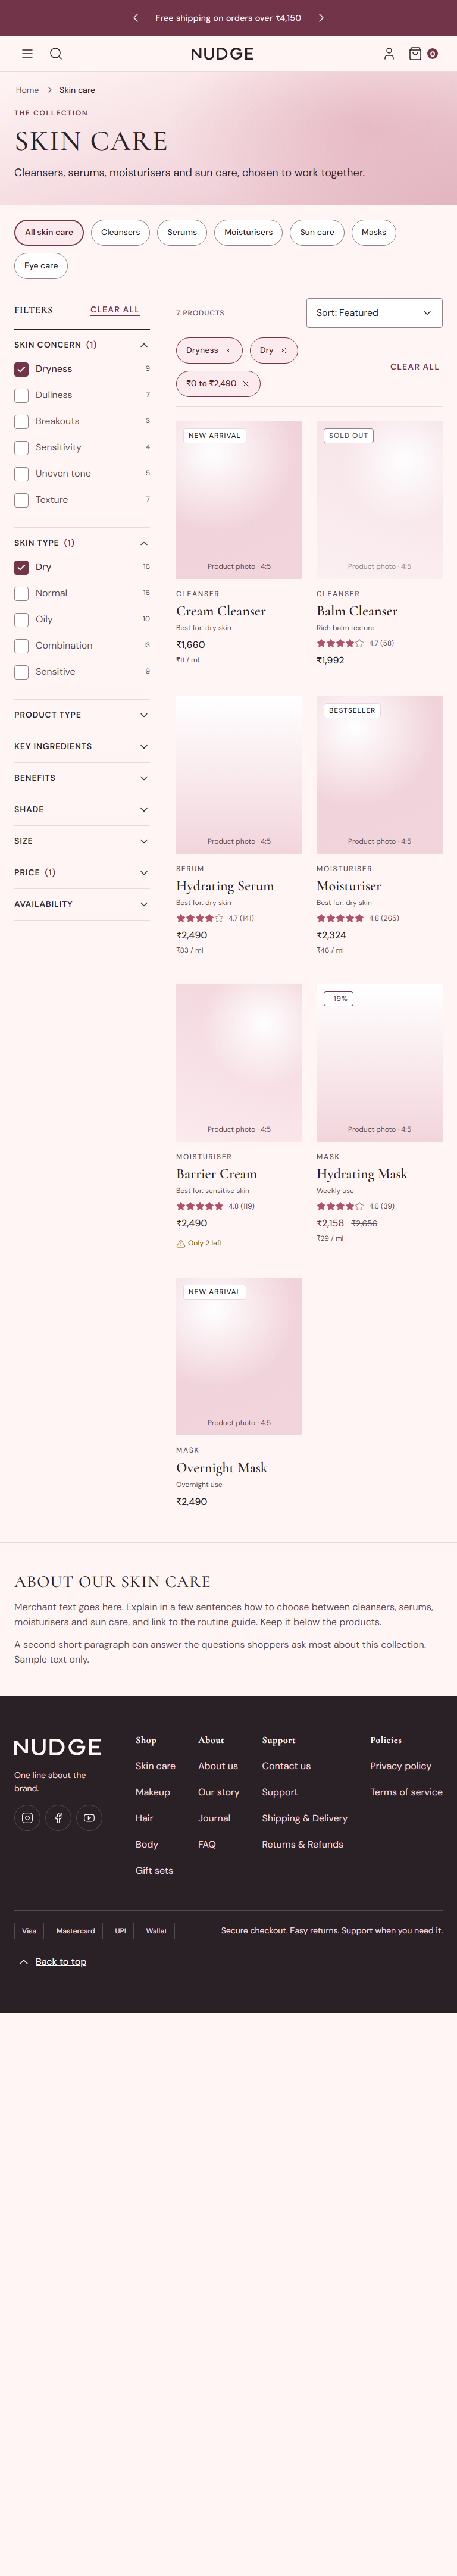 Free shipping on orders over ₹4,150
NUDGE
0
Home
Skin care
THE COLLECTION
SKIN CARE
Cleansers, serums, moisturisers and sun care, chosen to work together.
All skin care
Cleansers
Serums
Moisturisers
Sun care
Masks
Eye care
FILTERS
CLEAR ALL
SKIN CONCERN (1)
Dryness 9
Dullness 7
Breakouts 3
Sensitivity 4
Uneven tone 5
Texture 7
SKIN TYPE (1)
Dry 16
Normal 16
Oily 10
Combination 13
Sensitive 9
PRODUCT TYPE
KEY INGREDIENTS
BENEFITS
SHADE
SIZE
PRICE (1)
AVAILABILITY
7 PRODUCTS
Sort: Featured
Dryness
Dry
₹0 to ₹2,490
CLEAR ALL
NEW ARRIVAL
Product photo · 4:5
CLEANSER
Cream Cleanser
Best for: dry skin
₹1,660
₹11 / ml
SOLD OUT
Product photo · 4:5
CLEANSER
Balm Cleanser
Rich balm texture
4.7 (58)
₹1,992
Product photo · 4:5
SERUM
Hydrating Serum
Best for: dry skin
4.7 (141)
₹2,490
₹83 / ml
BESTSELLER
Product photo · 4:5
MOISTURISER
Moisturiser
Best for: dry skin
4.8 (265)
₹2,324
₹46 / ml
Product photo · 4:5
MOISTURISER
Barrier Cream
Best for: sensitive skin
4.8 (119)
₹2,490
Only 2 left
-19%
Product photo · 4:5
MASK
Hydrating Mask
Weekly use
4.6 (39)
₹2,158 ₹2,656
₹29 / ml
NEW ARRIVAL
Product photo · 4:5
MASK
Overnight Mask
Overnight use
₹2,490
ABOUT OUR SKIN CARE
Merchant text goes here. Explain in a few sentences how to choose between cleansers, serums,
moisturisers and sun care, and link to the routine guide. Keep it below the products.
A second short paragraph can answer the questions shoppers ask most about this collection.
Sample text only.
NUDGE
One line about the
brand.
Shop
Skin care
Makeup
Hair
Body
Gift sets
About
About us
Our story
Journal
FAQ
Support
Contact us
Support
Shipping & Delivery
Returns & Refunds
Policies
Privacy policy
Terms of service
Visa
Mastercard
UPI
Wallet
Secure checkout. Easy returns. Support when you need it.
Back to top